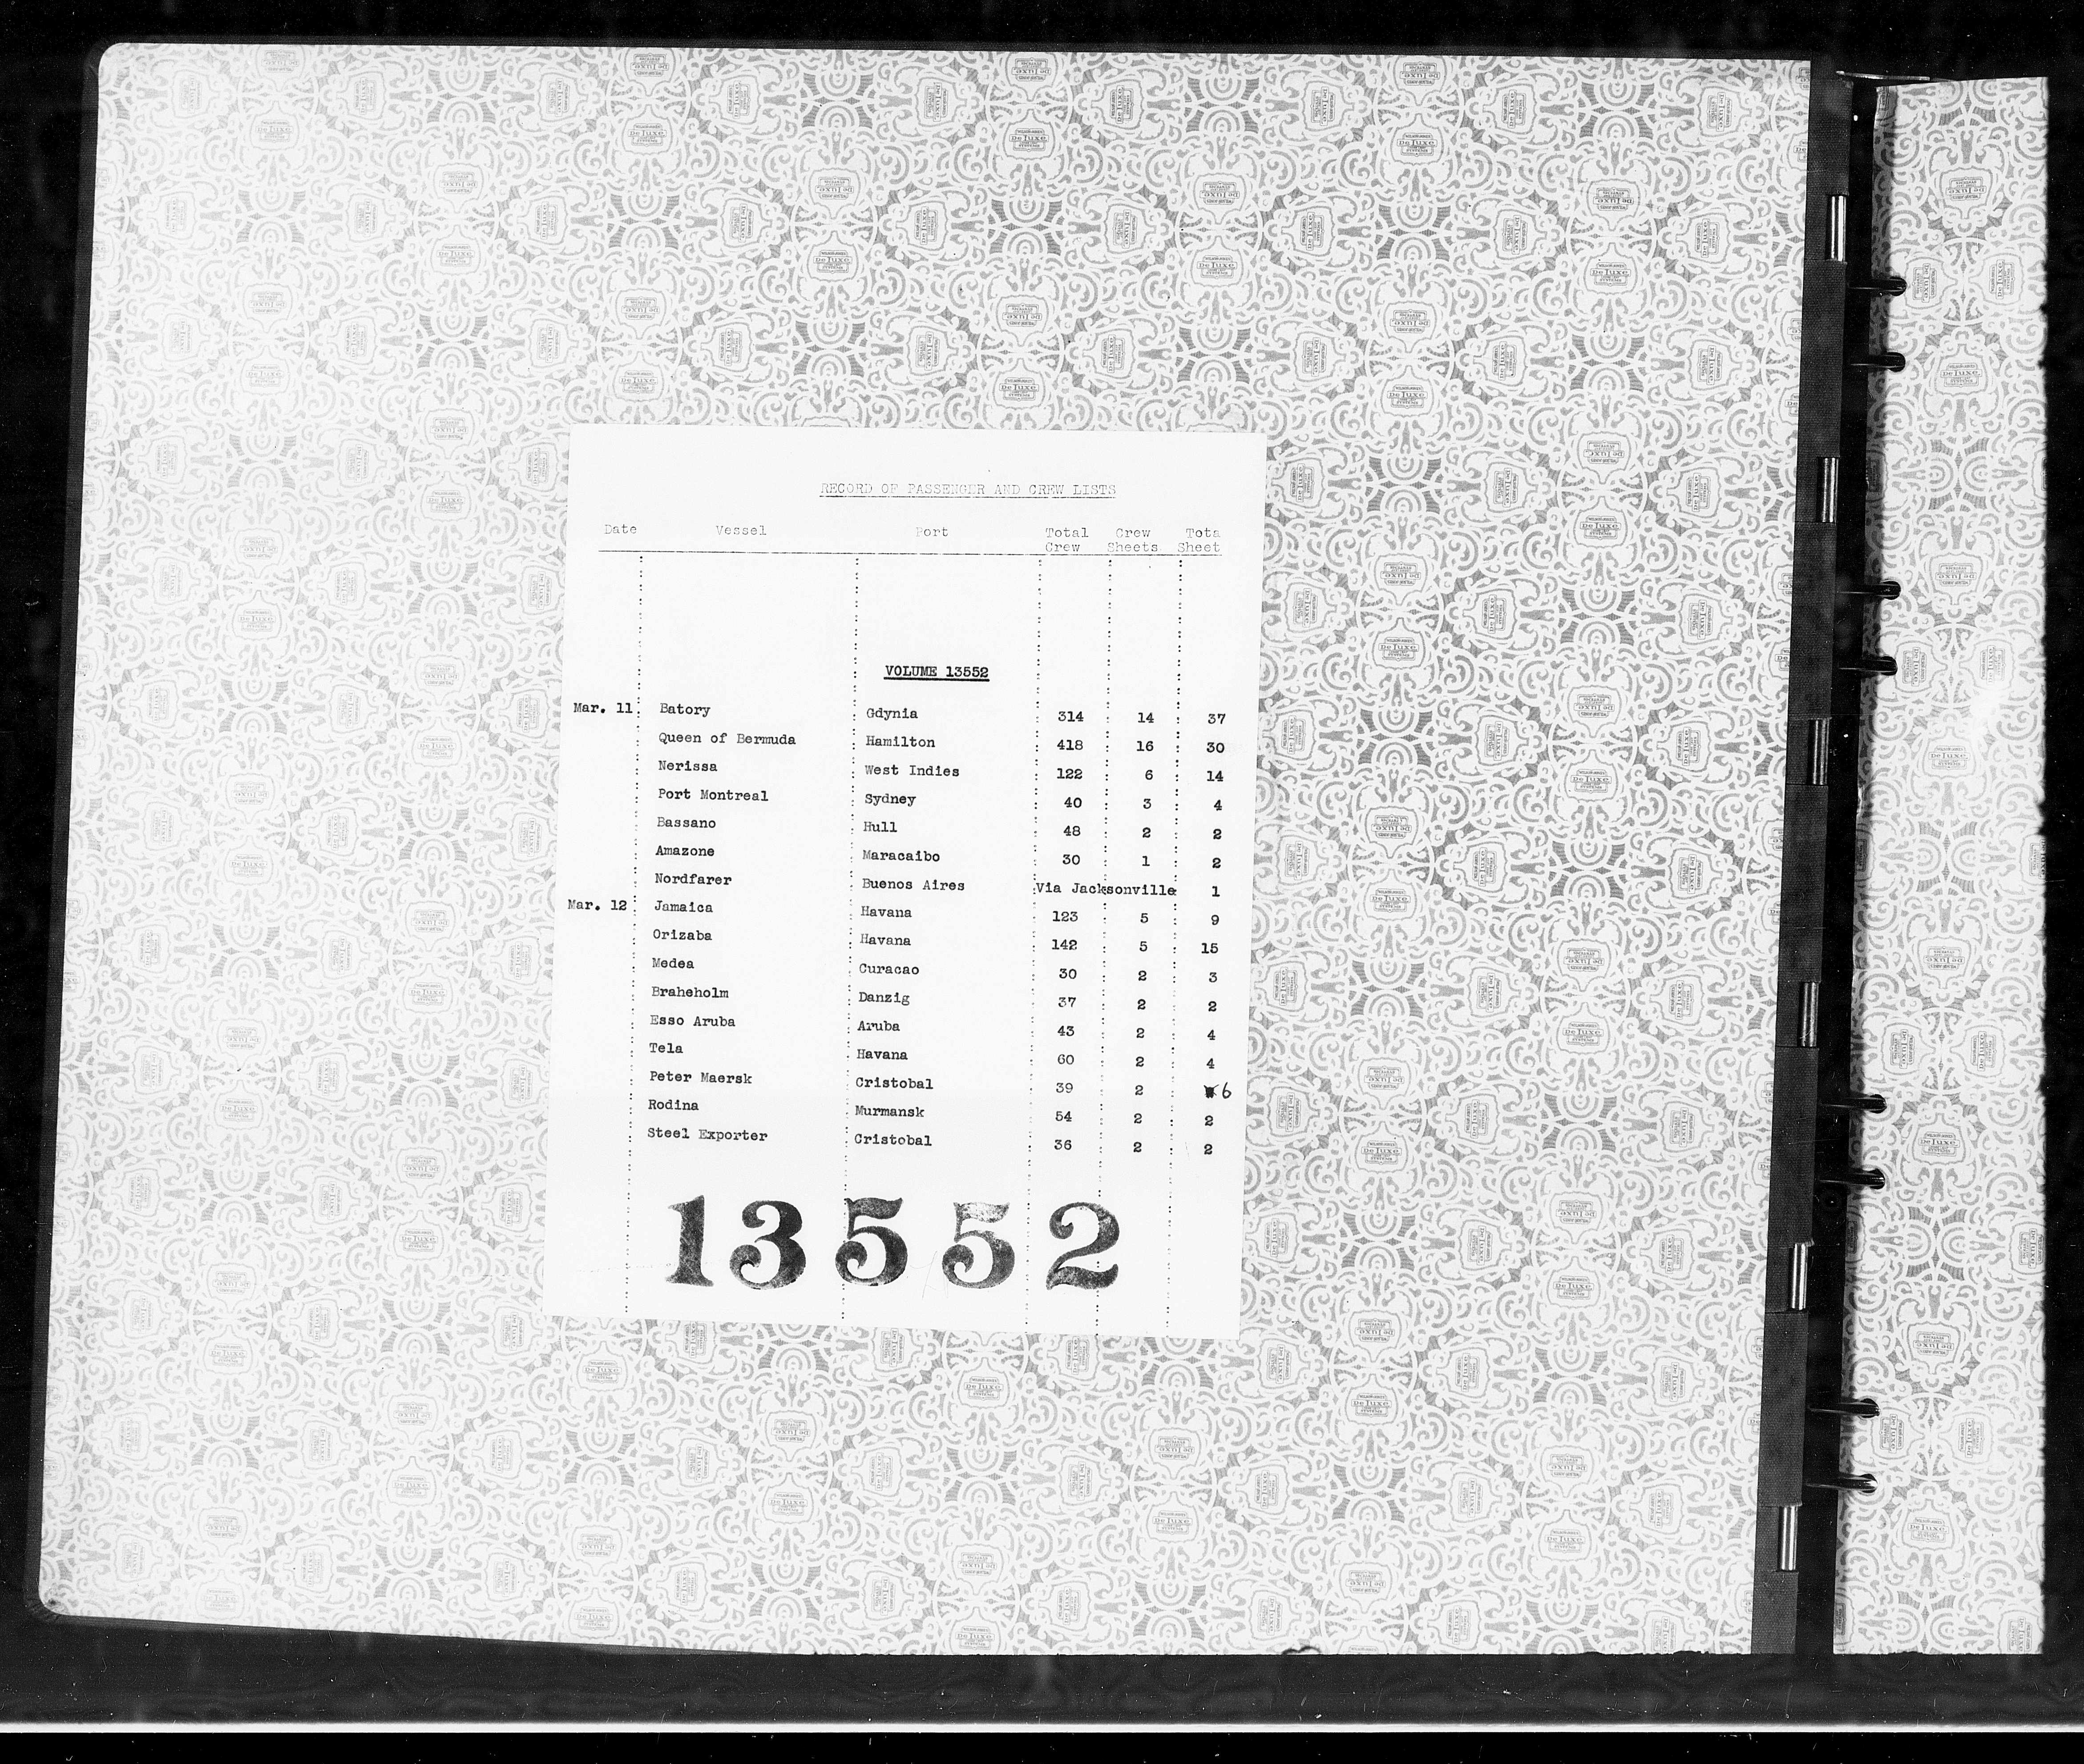 RECORD OF PASSENGER AND CREW LISTS
Date Vessel Port Total Crew Crew Sheets Tota Sheet
VOLUME 13552
Mar. 11 Batory Gdynia 314 14 37
Queen of Bermuda Hamilton 418 16 30
Nerissa West Indies 122 6 14
Port Montreal Sydney 40 3 4
Bassano Hull 48 2 2
Amazone Maracaibo 30 1 2
Nordfarer Buenos Aires Via Jacksonville 1
Mar. 12 Jamaica Havana 123 5 9
Orizaba Havana 142 5 15
Medea Curacao 30 2 3
Braheholm Danzig 37 2 2
Esso Aruba Aruba 43 2 4
Tela Havana 60 2 4
Peter Maersk Cristobal 39 2 6
Rodina Murmansk 54 2 2
Steel Exporter Cristobal 36 2 2
13552
De Luxe